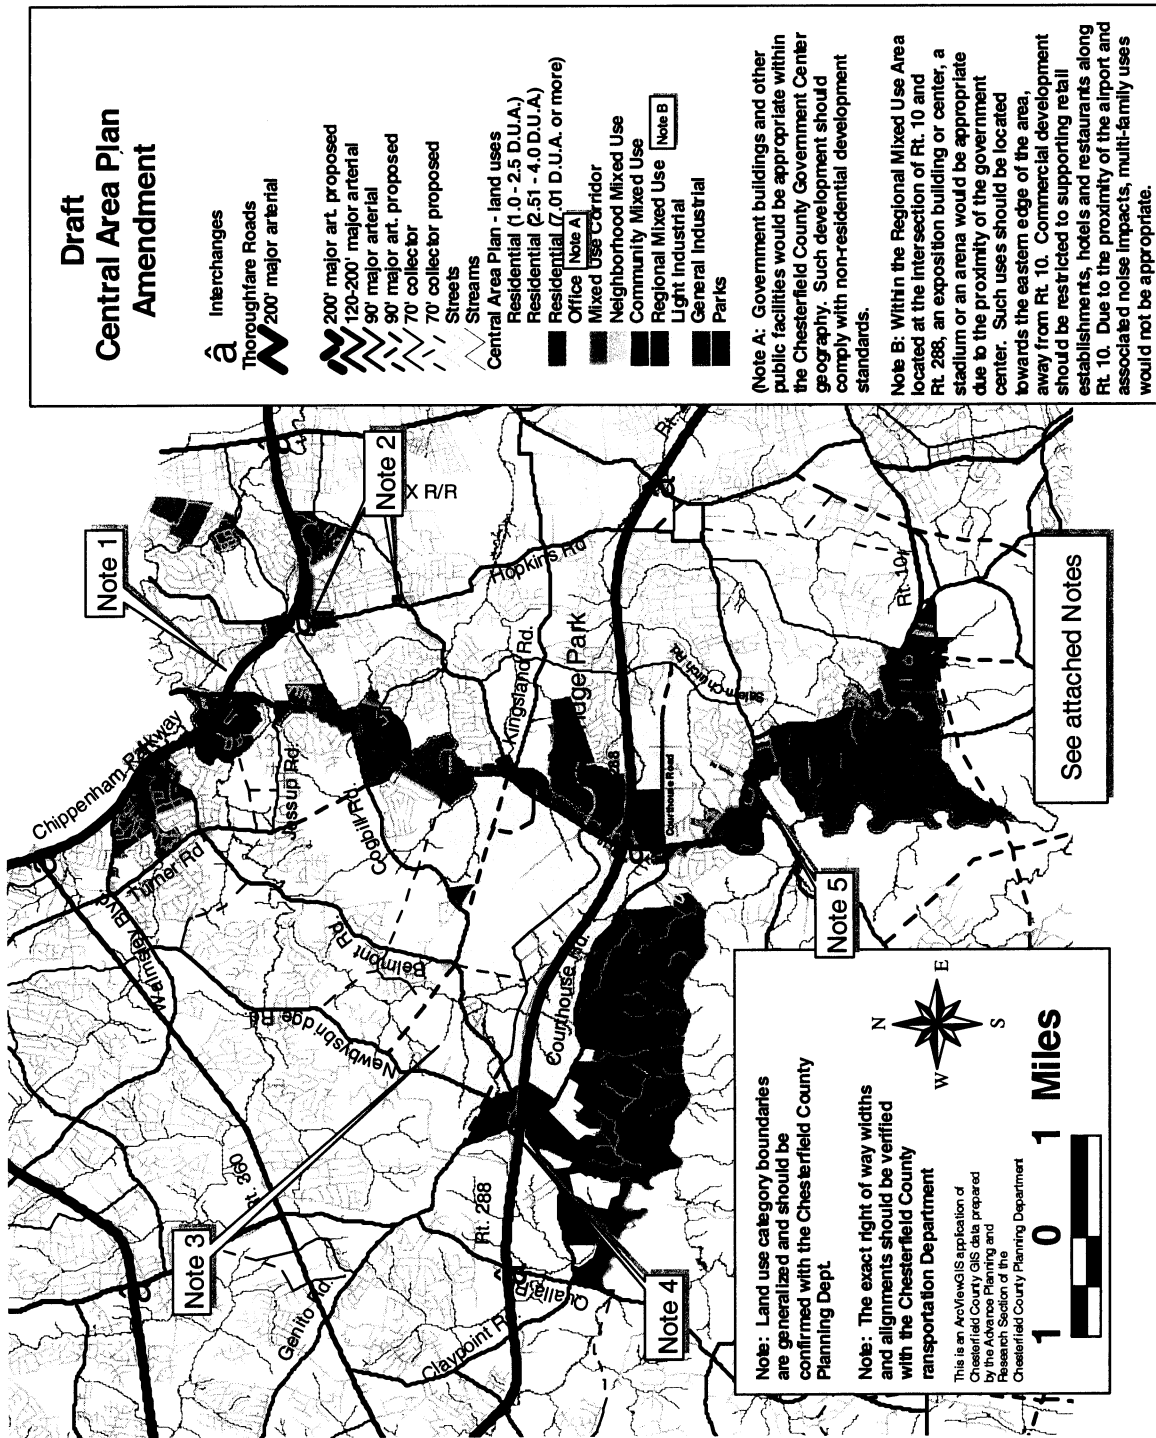 Draft
Central Area Plan
Amendment
â Interchanges
Thoroughfare Roads
200' major arterial
200' major art. proposed
120-200' major arterial
90' major arterial
90' major art. proposed
70' collector
70' collector proposed
Streets
Streams
Central Area Plan - land uses
Residential (1.0 - 2.5 D.U.A.)
Residential (2.51 - 4.0 D.U.A.)
Residential (7.01 D.U.A. or more)
Office Note A
Mixed Use Corridor
Neighborhood Mixed Use
Community Mixed Use
Regional Mixed Use Note B
Light Industrial
General Industrial
Parks
(Note A: Government buildings and other
public facilities would be appropriate within
the Chesterfield County Government Center
geography. Such development should
comply with non-residential development
standards.
Note B: Within the Regional Mixed Use Area
located at the Intersection of Rt. 10 and
Rt. 288, an exposition building or center, a
stadium or an arena would be appropriate
due to the proximity of the government
center. Such uses should be located
towards the eastern edge of the area,
away from Rt. 10. Commercial development
should be restricted to supporting retail
establishments, hotels and restaurants along
Rt. 10. Due to the proximity of the airport and
associated noise impacts, multi-family uses
would not be appropriate.
Note 1
Note 2
X R/R
Chippenham Parkway
Hopkins Rd
Kingsland Rd.
Park
Rt.
Jessup Rd.
Cogbill Rd.
Turner Rd
Walmsley Blvd
Belmont Rd
Newbysbridge Rd.
Courthouse Rd.
Courthouse Road
288
Salem Church Rd.
Rt. 10
Note 3
Rt. 360
Genito Rd.
Rt. 288
Claypoint Rd
Qualla Rd
Note 4
Note 5
See attached Notes
Note: Land use category boundaries
are generalized and should be
confirmed with the Chesterfield County
Planning Dept.
Note: The exact right of way widths
and alignments should be verified
with the Chesterfield County
ransportation Department
This is an ArcViewGIS application of
Chesterfield County GIS data prepared
by the Advance Planning and
Research Section of the
Chesterfield County Planning Department
N
W
E
S
1 0 1 Miles